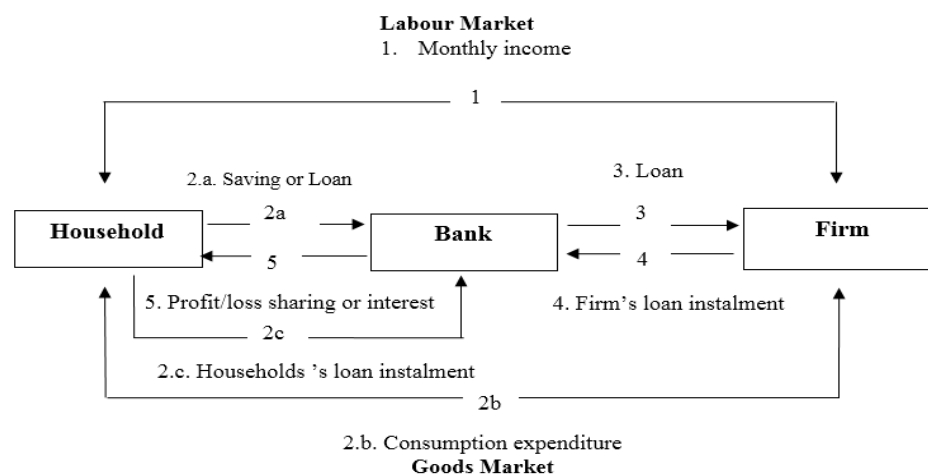 Labour Market
1. Monthly income
1
2.a. Saving or Loan
3. Loan
Household
2a
Bank
3
Firm
5
4
5. Profit/loss sharing or interest
4. Firm's loan instalment
2c
2.c. Households 's loan instalment
2b
2.b. Consumption expenditure
Goods Market